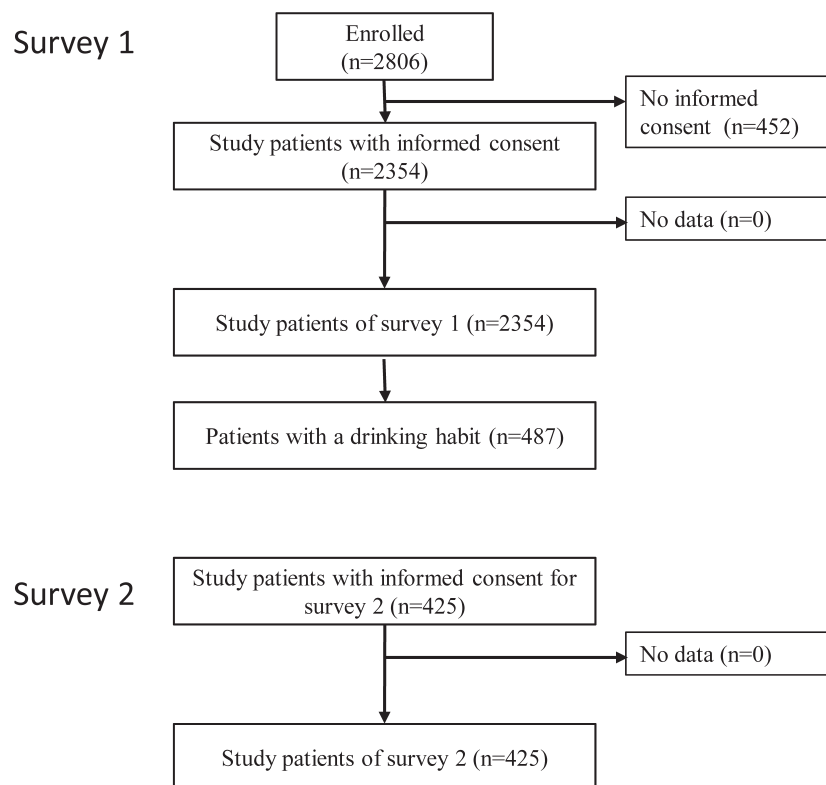 Survey 1
Enrolled
(n=2806)
No informed
consent (n=452)
Study patients with informed consent
(n=2354)
No data (n=0)
Study patients of survey 1 (n=2354)
Patients with a drinking habit (n=487)
Survey 2
Study patients with informed consent for
survey 2 (n=425)
No data (n=0)
Study patients of survey 2 (n=425)